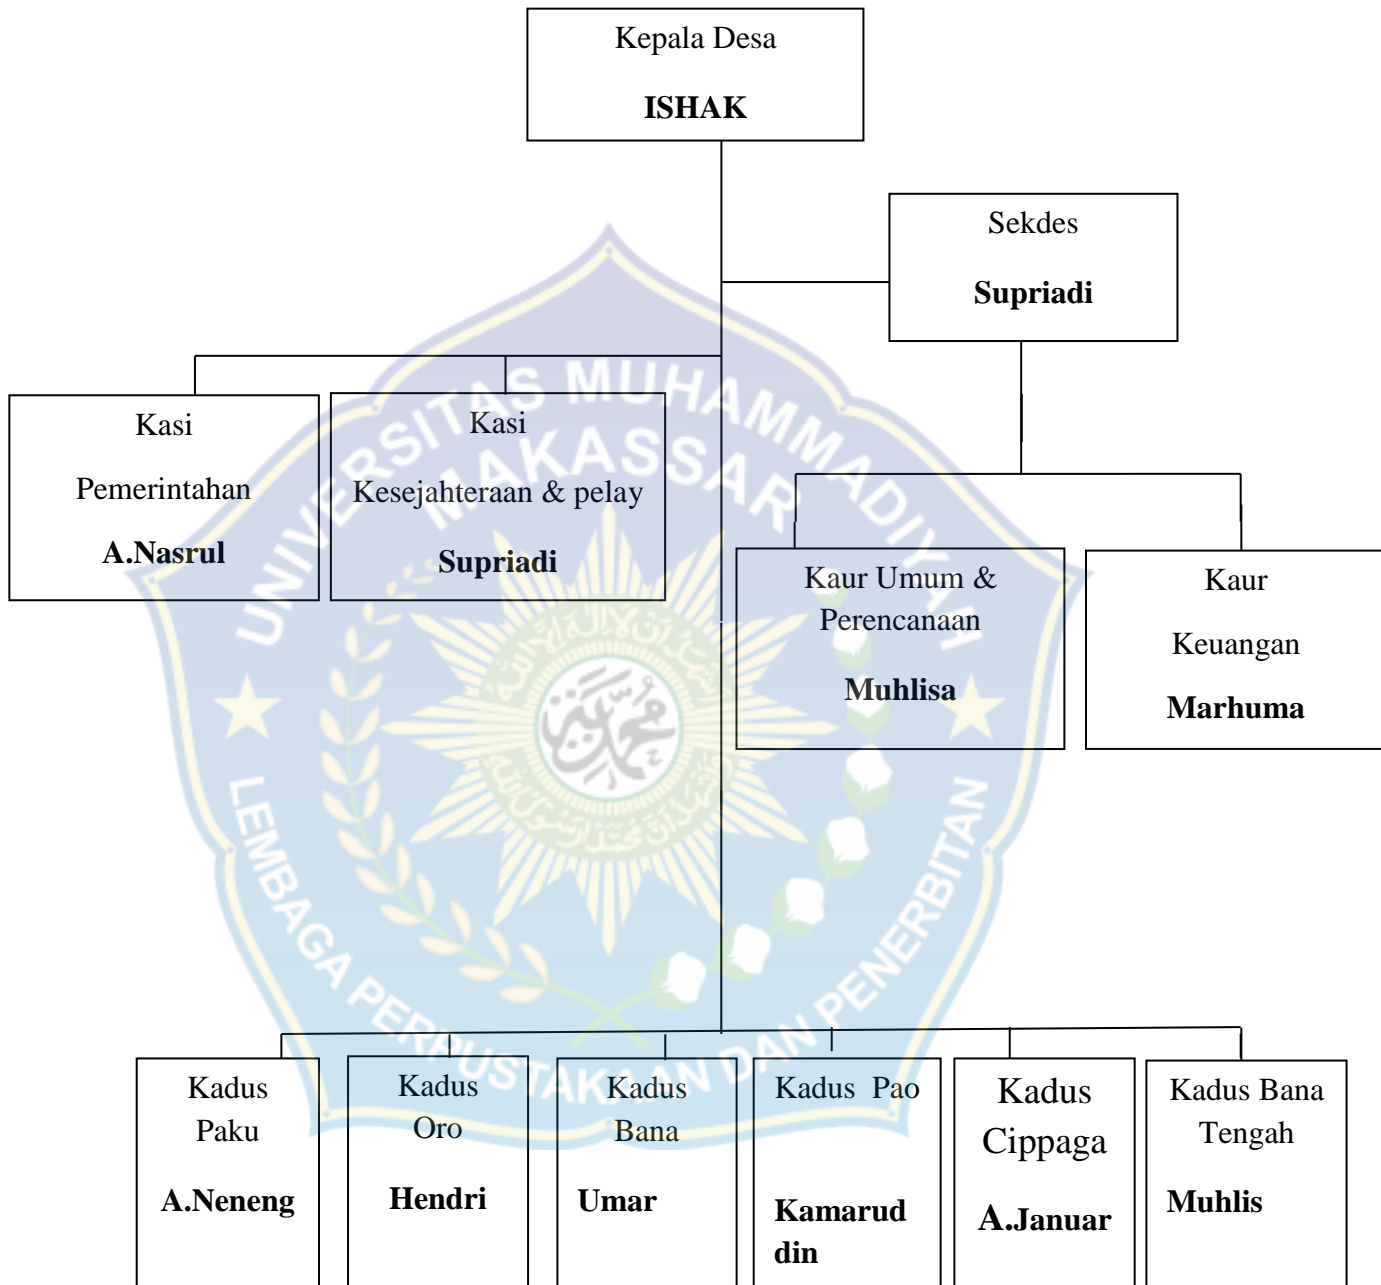 Kepala Desa
ISHAK
Sekdes
Supriadi
Kasi
Pemerintahan
A.Nasrul
Kasi
Kesejahteraan & pelay
Supriadi
Kaur Umum &
Perencanaan
Muhlisa
Kaur
Keuangan
Marhuma
UNIVERSITAS MUHAMMADIYAH
MAKASSAR
محمد
LEMBAGA PERPUSTAKAAN DAN PENERBITAN
Kadus
Paku
A.Neneng
Kadus
Oro
Hendri
Kadus
Bana
Umar
Kadus Pao
Kamarud
din
Kadus
Cippaga
A.Januar
Kadus Bana
Tengah
Muhlis